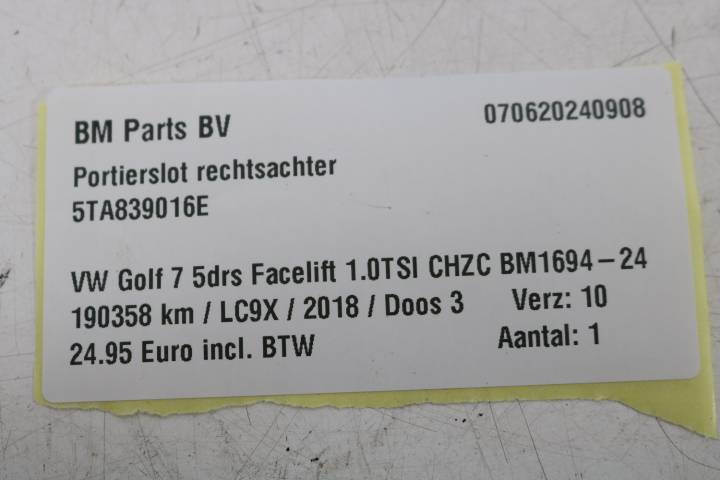 BM Parts BV 070620240908
Portierslot rechtsachter
5TA839016E
VW Golf 7 5drs Facelift 1.0TSI CHZC BM1694-24
190358 km / LC9X / 2018 / Doos 3 Verz: 10
24.95 Euro incl. BTW Aantal: 1